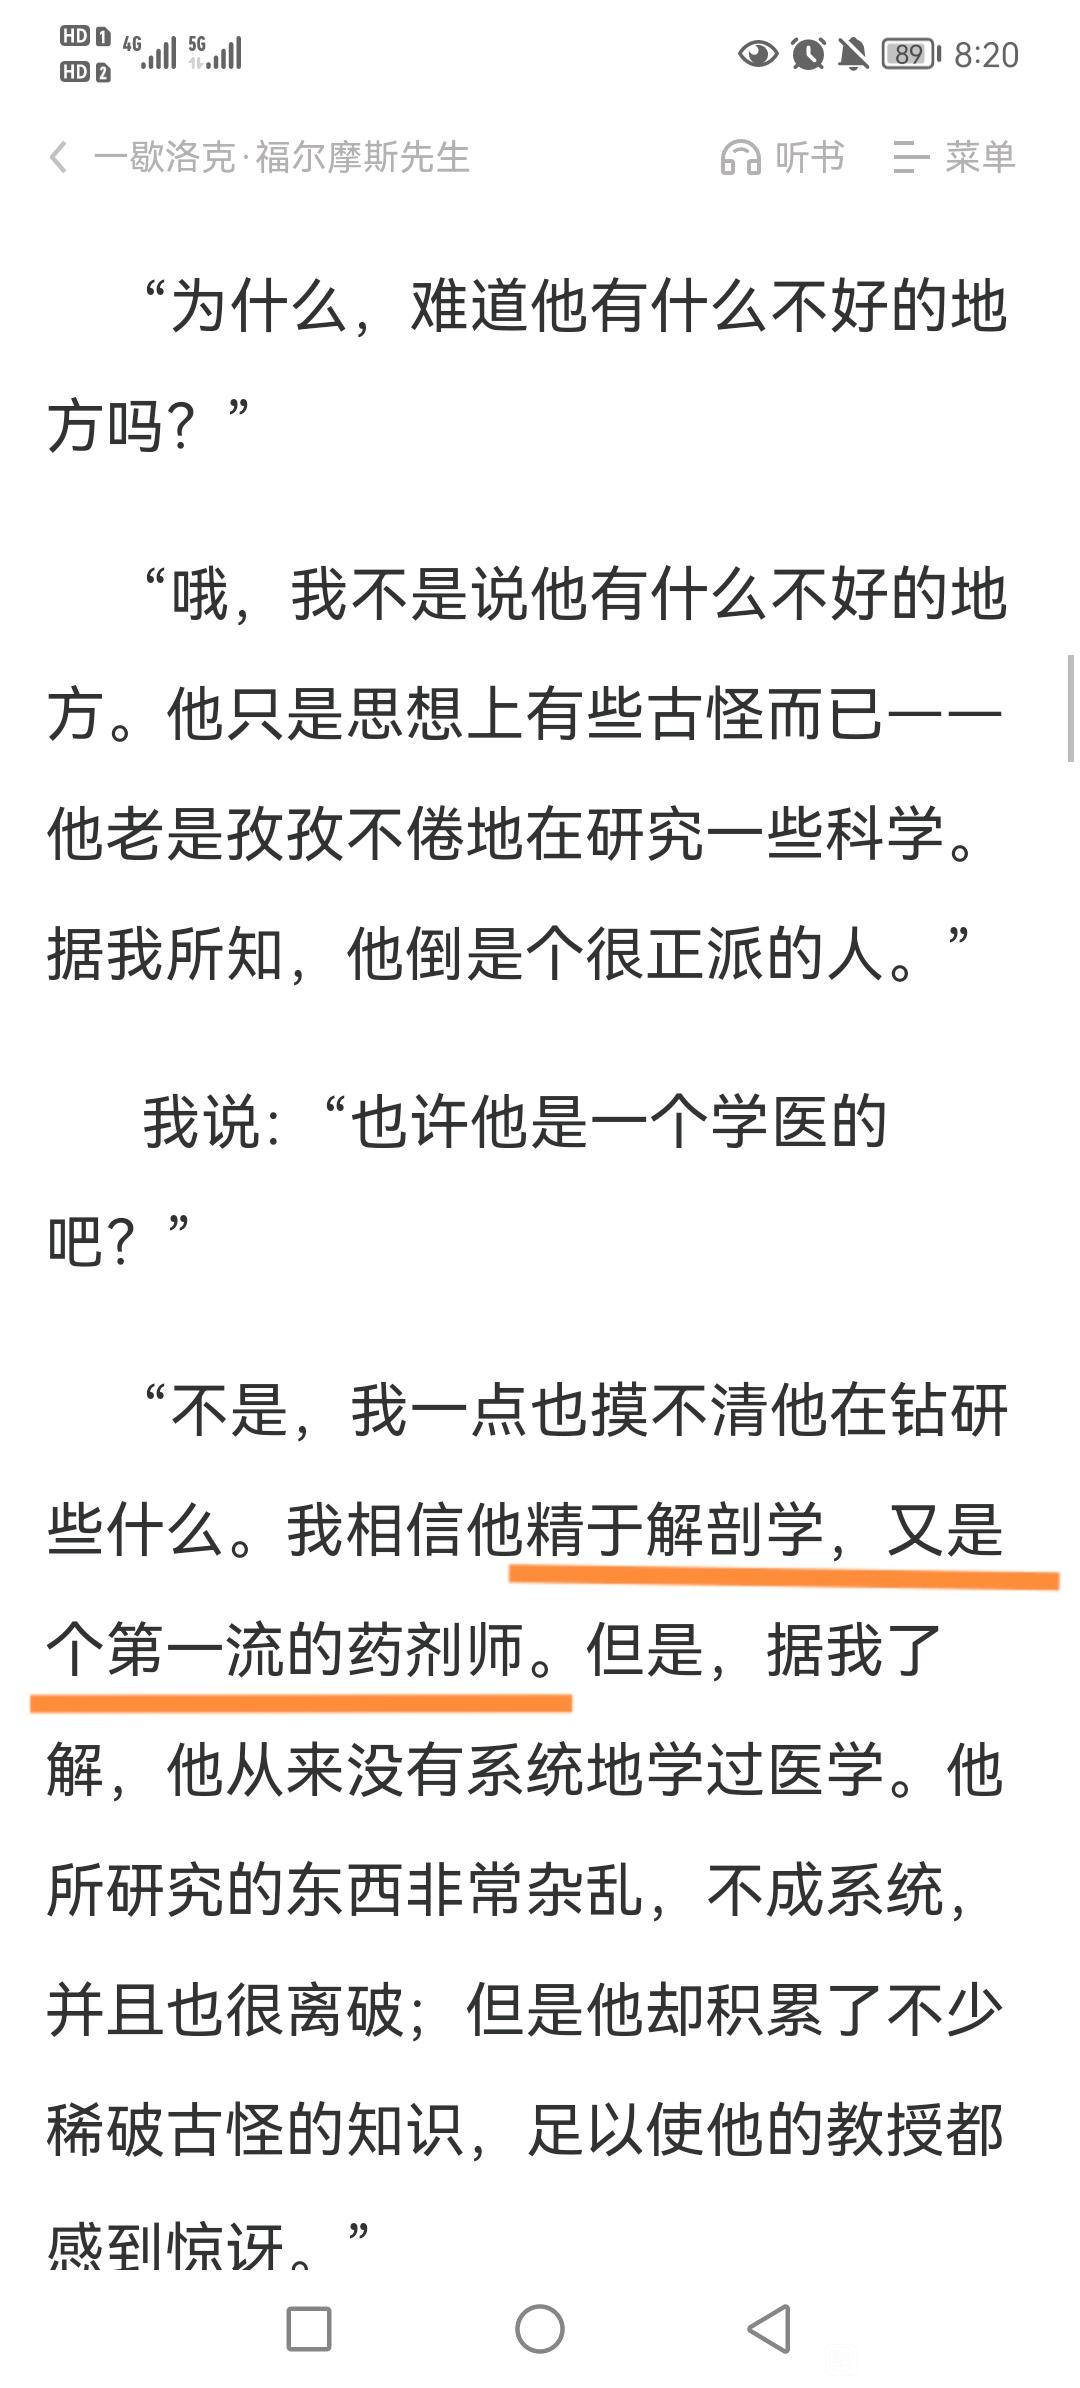 HD 1 4G 5G 89 8:20
HD 2
一歇洛克·福尔摩斯先生 听书 菜单
“为什么，难道他有什么不好的地
方吗？”
“哦，我不是说他有什么不好的地
方。他只是思想上有些古怪而已一一
他老是孜孜不倦地在研究一些科学。
据我所知，他倒是个很正派的人。”
我说：“也许他是一个学医的
吧？”
“不是，我一点也摸不清他在钻研
些什么。我相信他精于解剖学，又是
个第一流的药剂师。但是，据我了
解，他从来没有系统地学过医学。他
所研究的东西非常杂乱，不成系统，
并且也很离破；但是他却积累了不少
稀破古怪的知识，足以使他的教授都
感到惊讶。”